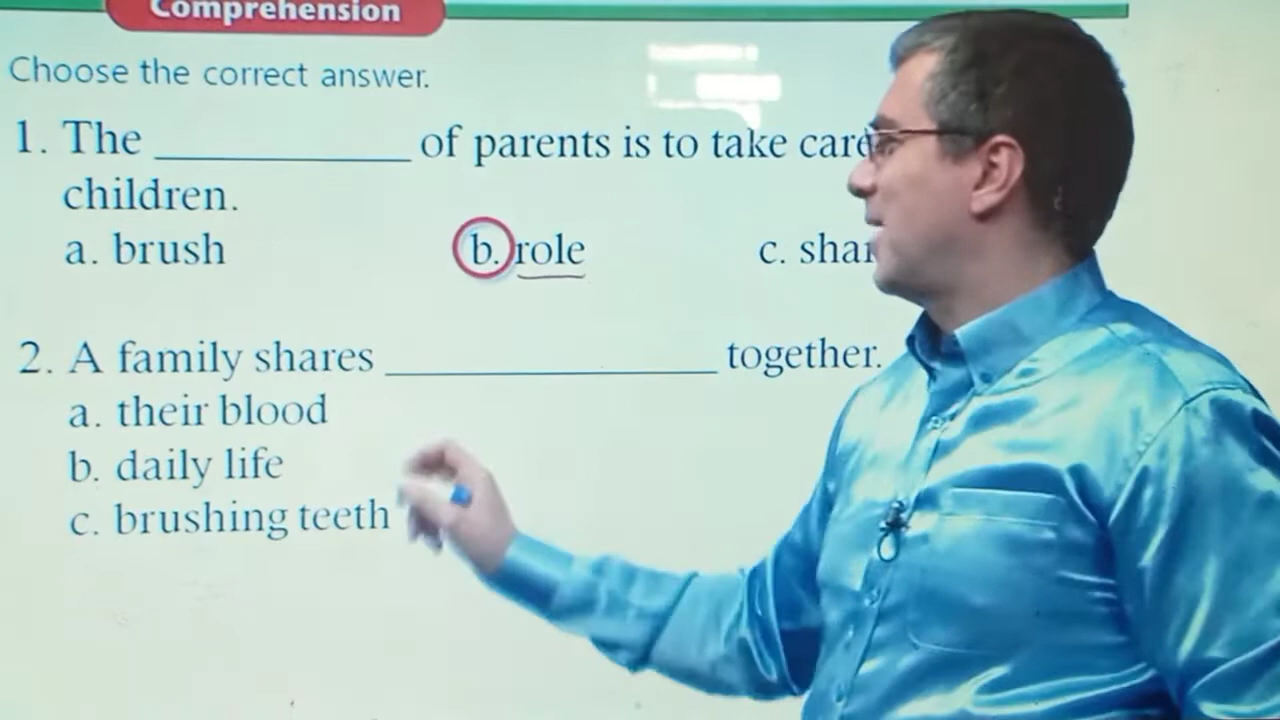 Comprehension
Choose the correct answer.
1. The ____________ of parents is to take care
children.
a. brush b. role c.
2. A family shares ____________ together.
a. their blood
b. daily life
c. brushing teeth